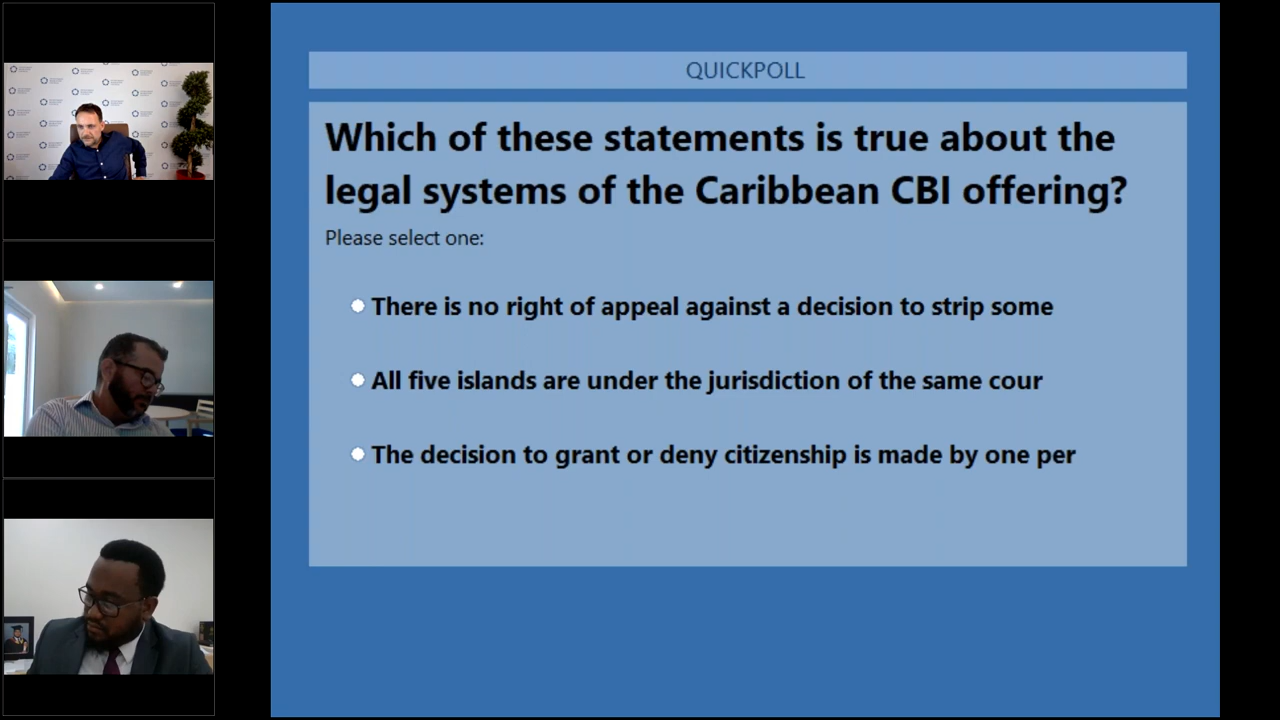 QUICKPOLL
Which of these statements is true about the
legal systems of the Caribbean CBI offering?
Please select one:
There is no right of appeal against a decision to strip some
All five islands are under the jurisdiction of the same cour
The decision to grant or deny citizenship is made by one per